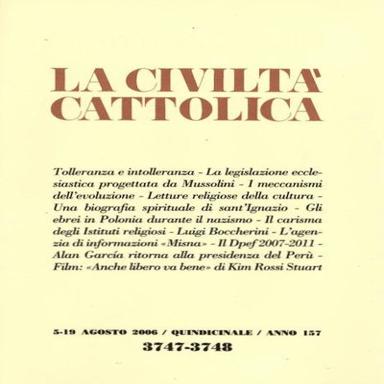 LA CIVILTÀ
CATTOLICA
Tolleranza e intolleranza - La legislazione eccle-
siastica progettata da Mussolini - I meccanismi
dell'evoluzione - Letture religiose della cultura -
Una biografia spirituale di sant'Ignazio - Gli
ebrei in Polonia durante il nazismo - Il carisma
degli Istituti religiosi - Luigi Boccherini - L'agen-
zia di informazioni «Misna» - Il Dpef 2007-2011 -
Alan García ritorna alla presidenza del Perù -
Film: «Anche libero va bene» di Kim Rossi Stuart
5-19 AGOSTO 2006 / QUINDICINALE / ANNO 157
3747-3748